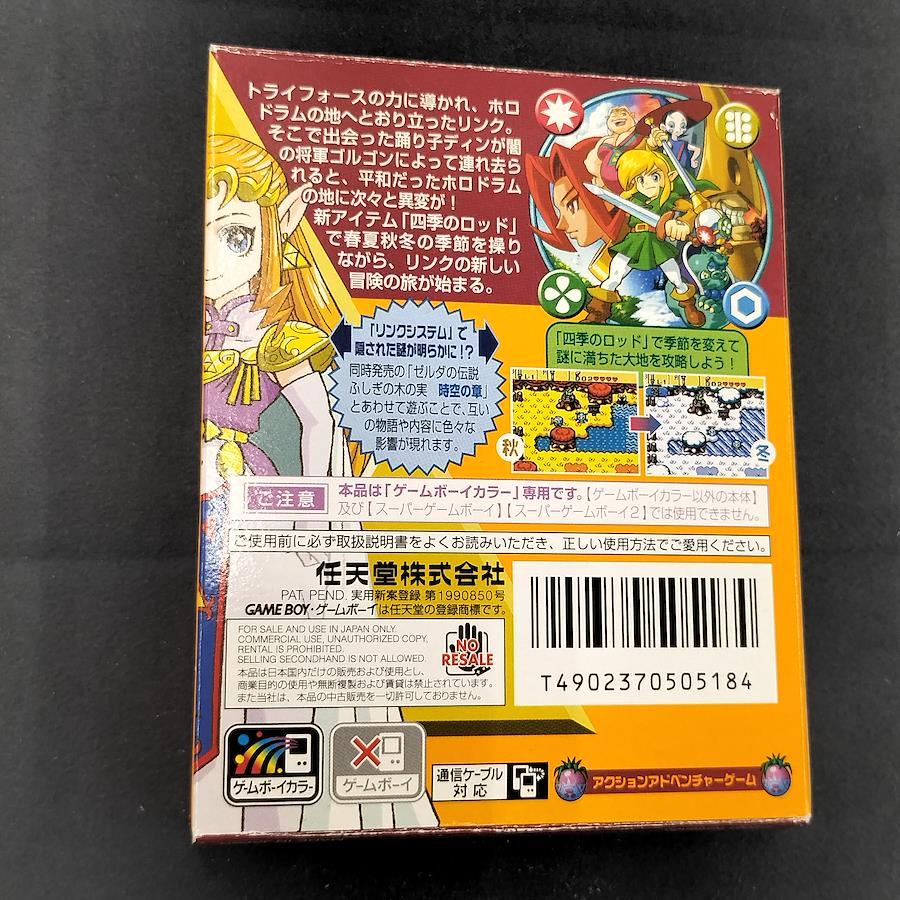 トライフォースの力に導かれ、ホロ
ドラムの地へとおり立ったリンク。
そこで出会った踊り子ディンが闇
の将軍ゴルゴンによって連れ去ら
れると、平和だったホロドラム
の地に次々と異変が！
新アイテム「四季のロッド」
で春夏秋冬の季節を操り
ながら、リンクの新しい
冒険の旅が始まる。
「リンクシステム」で
隠された謎が明らかに!?
同時発売の「ゼルダの伝説
ふしぎの木の実 時空の章」
とあわせて遊ぶことで、互い
の物語や内容に色々な
影響が現れます。
「四季のロッド」で季節を変えて
謎に満ちた大地を攻略しよう！
秋
冬
ご注意
本品は「ゲームボーイカラー」専用です。【ゲームボーイカラー以外の本体】
及び【スーパーゲームボーイ】【スーパーゲームボーイ2】では使用できません。
ご使用前に必ず取扱説明書をよくお読みいただき、正しい使用方法でご愛用ください。
任天堂株式会社
PAT. PEND. 実用新案登録 第1990850号
GAME BOY・ゲームボーイは任天堂の登録商標です。
FOR SALE AND USE IN JAPAN ONLY.
COMMERCIAL USE, UNAUTHORIZED COPY,
RENTAL IS PROHIBITED.
SELLING SECONDHAND IS NOT ALLOWED.
本品は日本国内だけの販売および使用とし、
商業目的の使用や無断複製および賃貸は禁止されています。
また当社は、本品の中古販売を一切許可しておりません。
NO
RESALE
T4902370505184
ゲームボーイカラー
ゲームボーイ
通信ケーブル
対応
アクションアドベンチャーゲーム